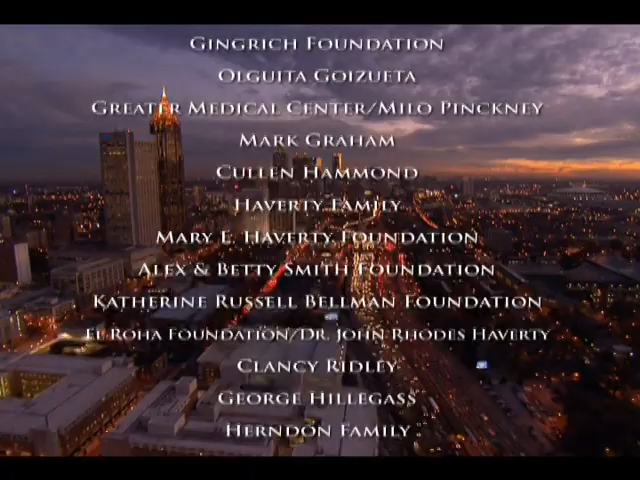 Gingrich Foundation
Olguita Goizueta
Greater Medical Center/Milo Pinckney
Mark Graham
Cullen Hammond
Haverty Family
Mary E. Haverty Foundation
Alex & Betty Smith Foundation
Katherine Russell Bellman Foundation
El Roha Foundation/Dr. John Rhodes Haverty
Clancy Ridley
George Hillegass
Herndon Family